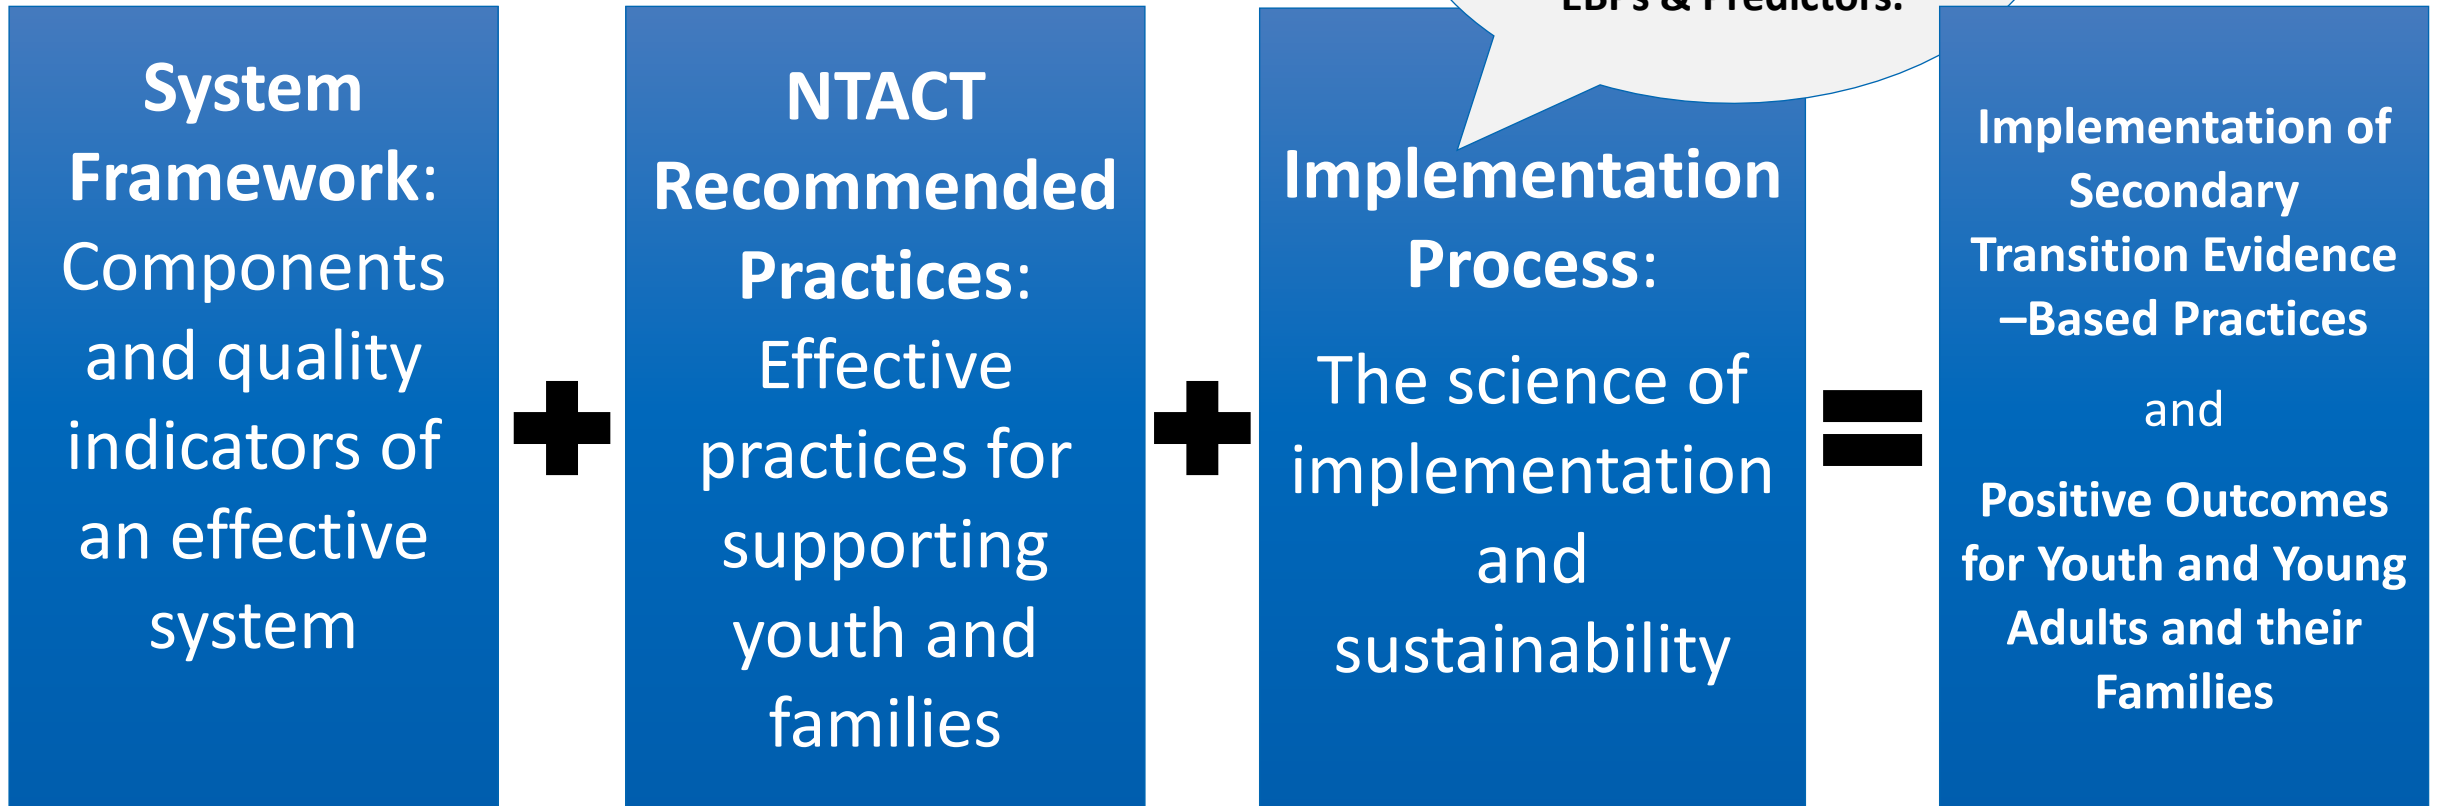 EBPs & Predictors.
System
Framework:
Components
and quality
indicators of
an effective
system
NTACT
Recommended
Practices:
Effective
practices for
supporting
youth and
families
Implementation
Process:
The science of
implementation
and
sustainability
Implementation of
Secondary
Transition Evidence
–Based Practices
and
Positive Outcomes
for Youth and Young
Adults and their
Families